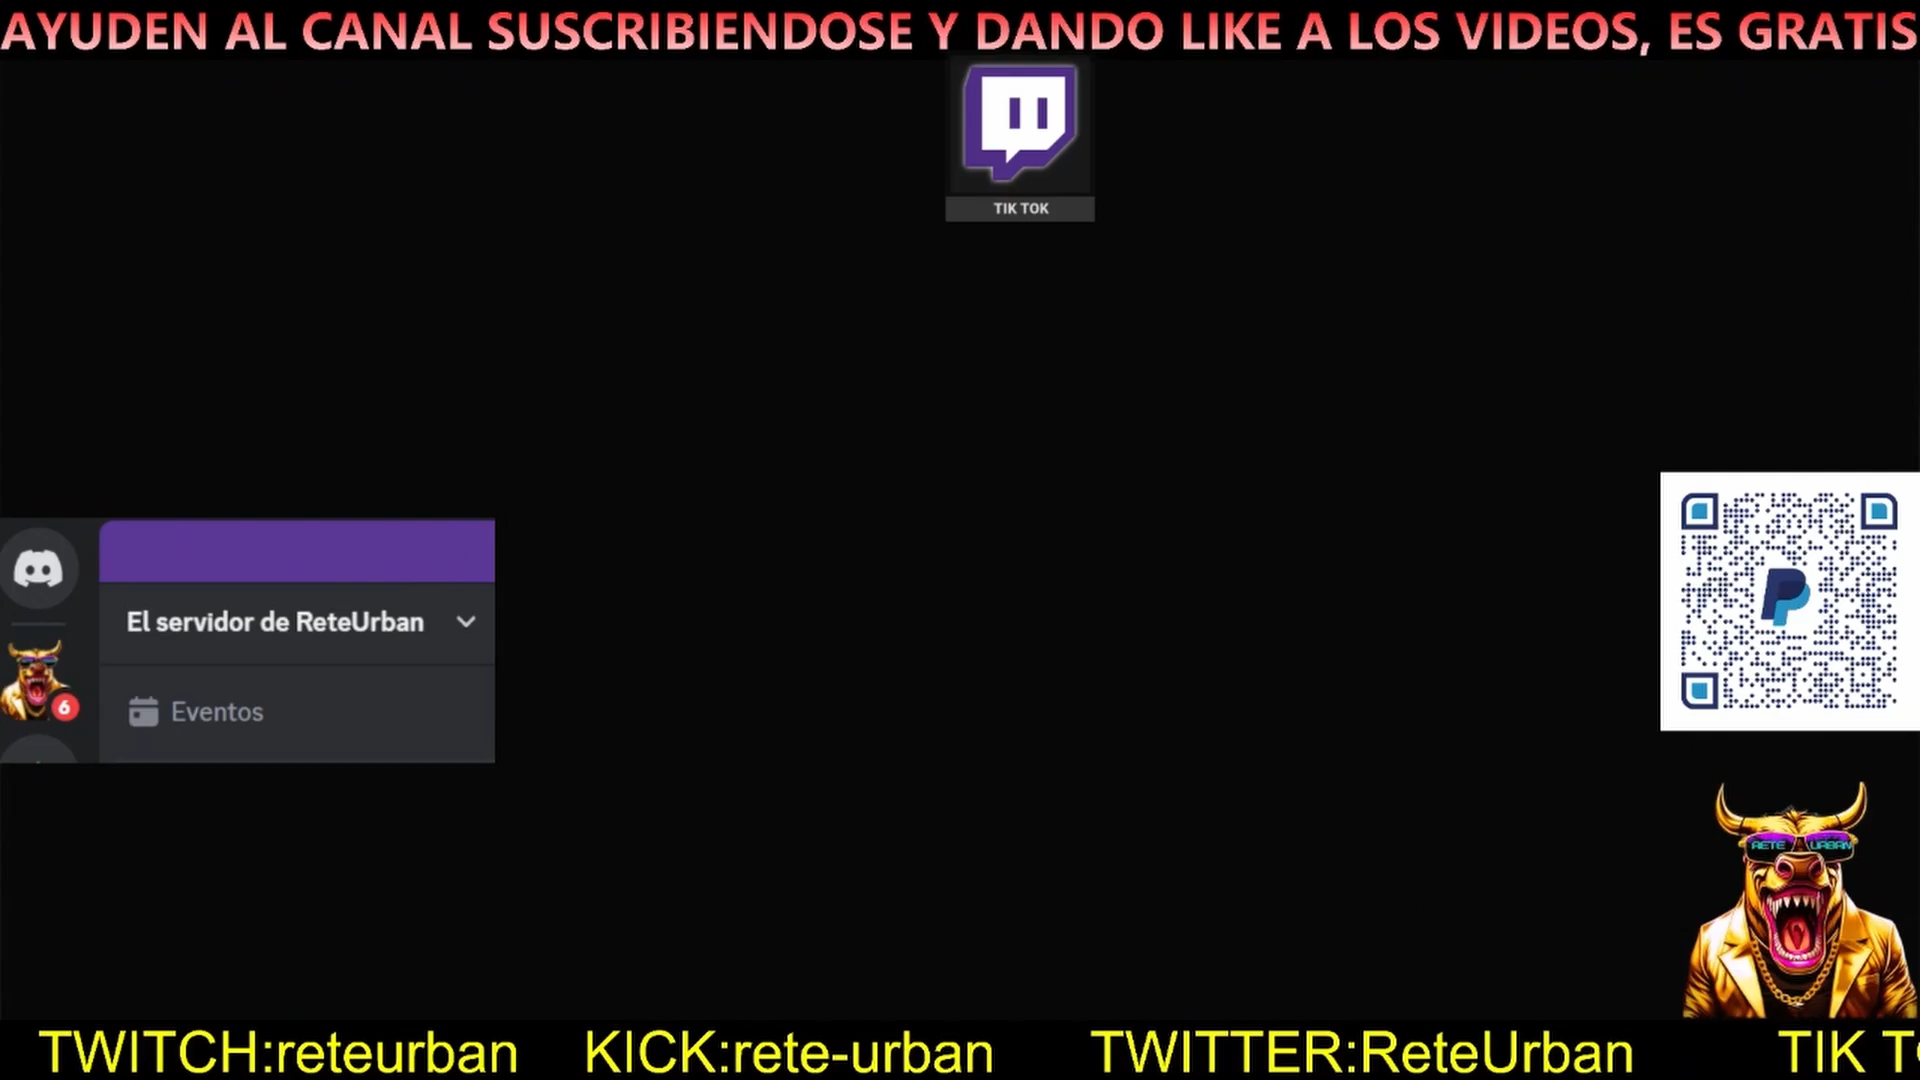 AYUDEN AL CANAL SUSCRIBIENDOSE Y DANDO LIKE A LOS VIDEOS, ES GRATIS
TIK TOK
El servidor de ReteUrban
6
Eventos
RETE URBAN
TWITCH:reteurban KICK:rete-urban TWITTER:ReteUrban TIK